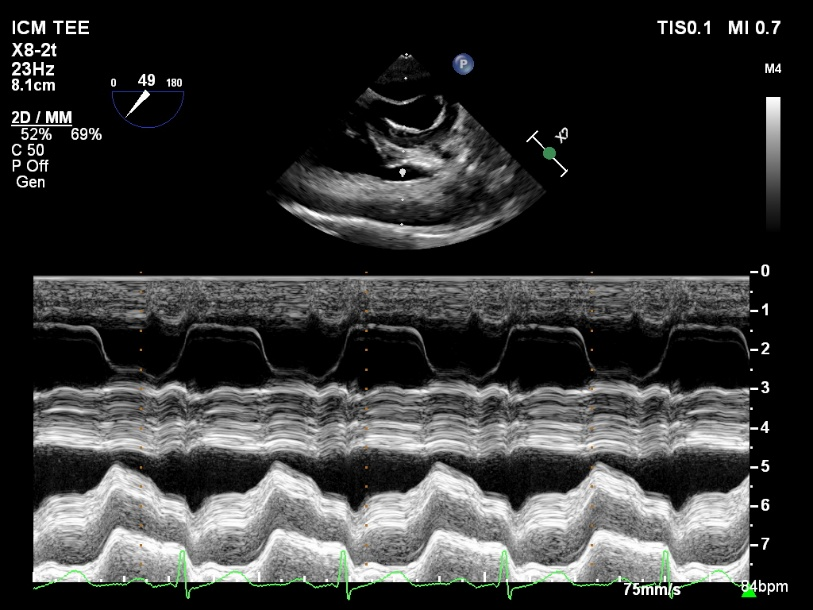 ICM TEE
X8-2t
23Hz
8.1cm
2D / MM
52% 69%
C 50
P Off
Gen
0 49 180
P
X5
TIS0.1 MI 0.7
M4
0
1
2
3
4
5
6
7
75mm/s
84bpm